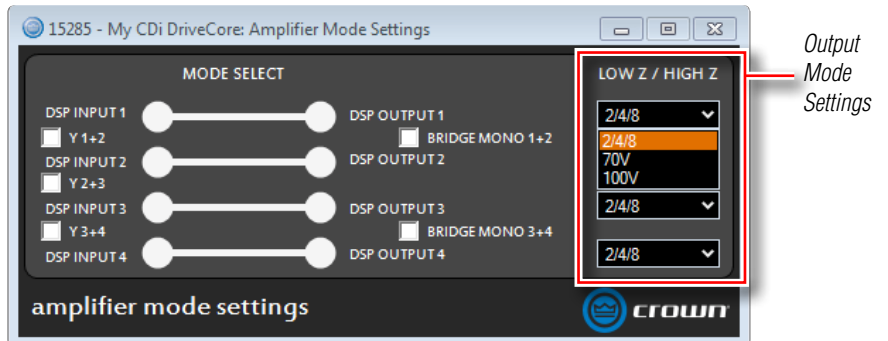 15285 - My CDi DriveCore: Amplifier Mode Settings
MODE SELECT
LOW Z / HIGH Z
Output
Mode
Settings
DSP INPUT 1
DSP OUTPUT 1
2/4/8
Y 1+2
BRIDGE MONO 1+2
2/4/8
DSP INPUT 2
DSP OUTPUT 2
70V
Y 2+3
100V
DSP INPUT 3
DSP OUTPUT 3
2/4/8
Y 3+4
BRIDGE MONO 3+4
DSP INPUT 4
DSP OUTPUT 4
2/4/8
amplifier mode settings
crown